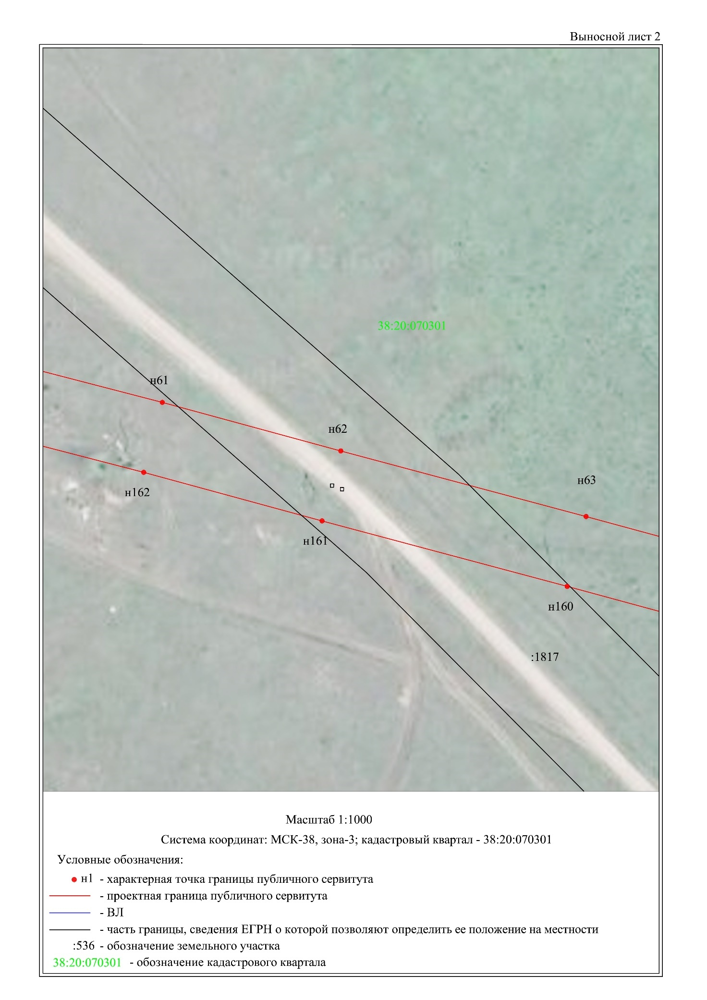 Выносной лист 2
38:20:070301
н61
н62
н63
н162
н161
н160
:1817
Масштаб 1:1000
Система координат: МСК-38, зона-3; кадастровый квартал - 38:20:070301
Условные обозначения:
н1 - характерная точка границы публичного сервитута
- проектная граница публичного сервитута
- ВЛ
- часть границы, сведения ЕГРН о которой позволяют определить ее положение на местности
:536 - обозначение земельного участка
38:20:070301 - обозначение кадастрового квартала